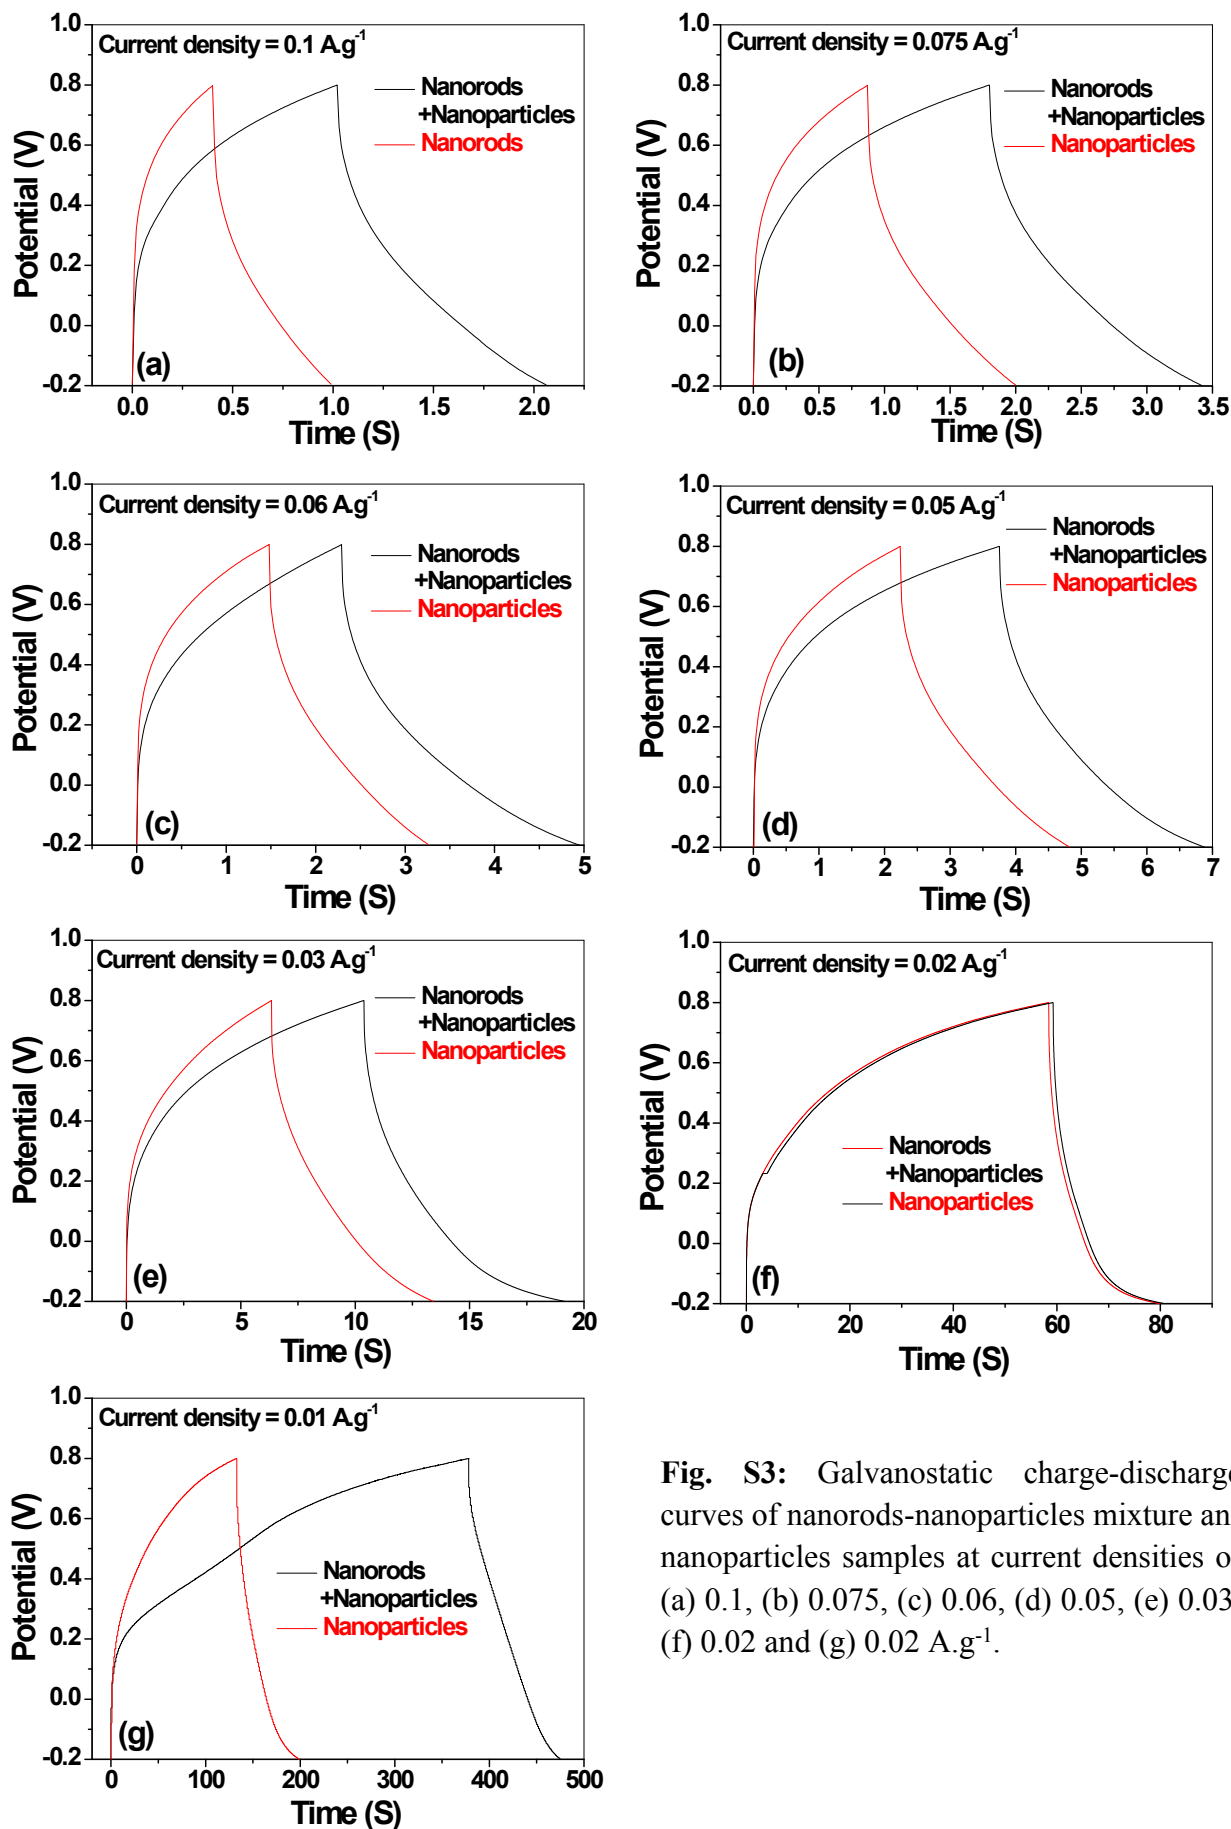 Current density = 0.1 A.g-1
Nanorods
+Nanoparticles
Nanorods
1.0
0.8
0.6
0.4
0.2
0.0
-0.2
Potential (V)
(a)
0.0 0.5 1.0 1.5 2.0
Time (S)
Current density = 0.075 A.g-1
Nanorods
+Nanoparticles
Nanoparticles
1.0
0.8
0.6
0.4
0.2
0.0
-0.2
Potential (V)
(b)
0.0 0.5 1.0 1.5 2.0 2.5 3.0 3.5
Time (S)
Current density = 0.06 A.g-1
Nanorods
+Nanoparticles
Nanoparticles
1.0
0.8
0.6
0.4
0.2
0.0
-0.2
Potential (V)
(c)
0 1 2 3 4 5
Time (S)
Current density = 0.05 A.g-1
Nanorods
+Nanoparticles
Nanoparticles
1.0
0.8
0.6
0.4
0.2
0.0
-0.2
Potential (V)
(d)
0 1 2 3 4 5 6 7
Time (S)
Current density = 0.03 A.g-1
Nanorods
+Nanoparticles
Nanoparticles
1.0
0.8
0.6
0.4
0.2
0.0
-0.2
Potential (V)
(e)
0 5 10 15 20
Time (S)
Current density = 0.02 A.g-1
Nanorods
+Nanoparticles
Nanoparticles
1.0
0.8
0.6
0.4
0.2
0.0
-0.2
Potential (V)
(f)
0 20 40 60 80
Time (S)
Current density = 0.01 A.g-1
Nanorods
+Nanoparticles
Nanoparticles
1.0
0.8
0.6
0.4
0.2
0.0
-0.2
Potential (V)
(g)
0 100 200 300 400 500
Time (S)
Fig. S3: Galvanostatic charge-discharge
curves of nanorods-nanoparticles mixture an
nanoparticles samples at current densities o
(a) 0.1, (b) 0.075, (c) 0.06, (d) 0.05, (e) 0.03
(f) 0.02 and (g) 0.02 A.g-1.